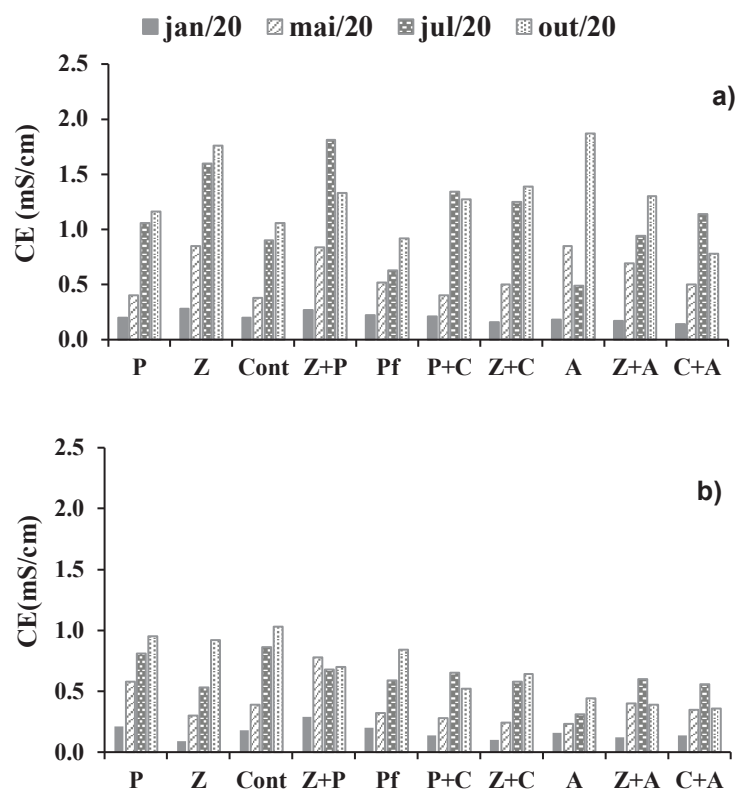 jan/20 mai/20 jul/20 out/20
2.5
a)
2.0
1.5
1.0
0.5
0.0
CE (mS/cm)
P Z Cont Z+P Pf P+C Z+C A Z+A C+A
2.5
b)
2.0
1.5
1.0
0.5
0.0
CE(mS/cm)
P Z Cont Z+P Pf P+C Z+C A Z+A C+A